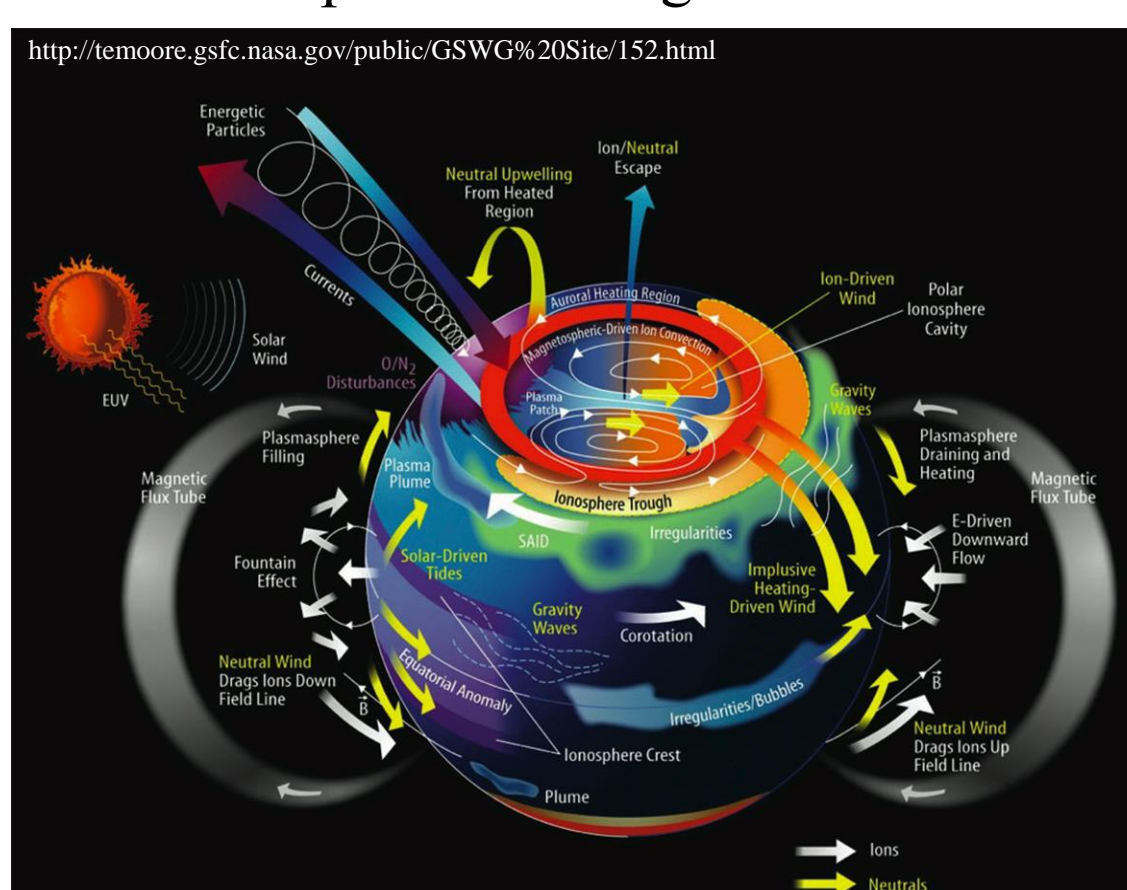 http://temoore.gsfc.nasa.gov/public/GSWG%20Site/152.html
Energetic
Particles
Ion/Neutral
Escape
Neutral Upwelling
From Heated
Region
Currents
Auroral Heating Region
Ion-Driven
Wind
Polar
Ionosphere
Cavity
Magnetospheric-Driven Ion Convection
Solar
Wind
EUV
O/N2
Disturbances
Plasma
Patch
Gravity
Waves
Plasmasphere
Filling
Plasmasphere
Draining and
Heating
Magnetic
Flux Tube
Plasma
Plume
Magnetic
Flux Tube
Ionosphere Trough
SAID
Irregularities
E-Driven
Downward
Flow
Fountain
Effect
Solar-Driven
Tides
Implusive
Heating-
Driven Wind
Gravity
Waves
Corotation
Neutral Wind
Drags Ions Down
Field Line
B
Equatorial Anomaly
Irregularities/Bubbles
B
Neutral Wind
Drags Ions Up
Field Line
Ionosphere Crest
Plume
Ions
Neutrals